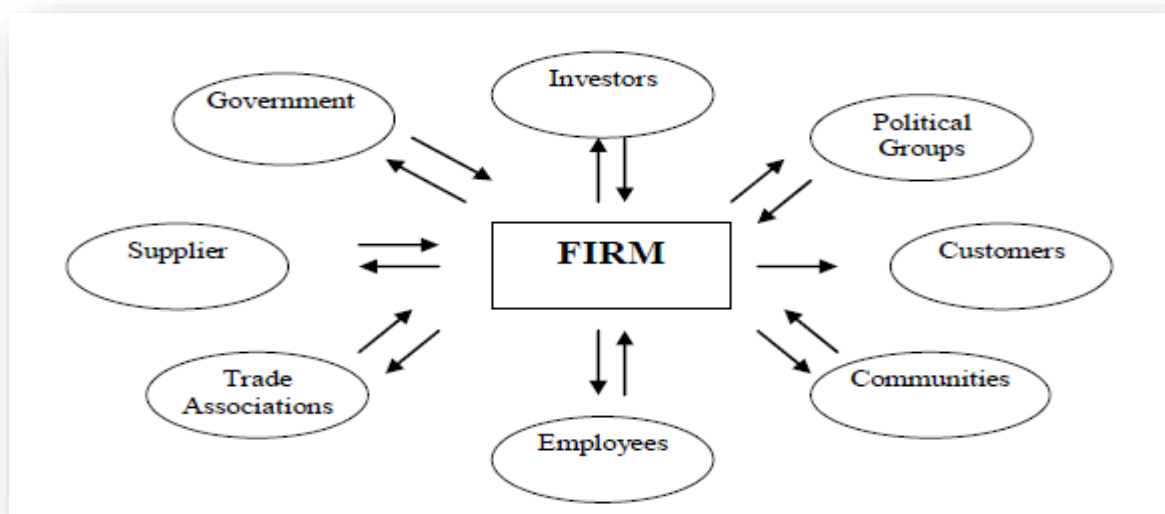 Investors
Government
Political
Groups
Supplier
FIRM
Customers
Trade
Associations
Communities
Employees